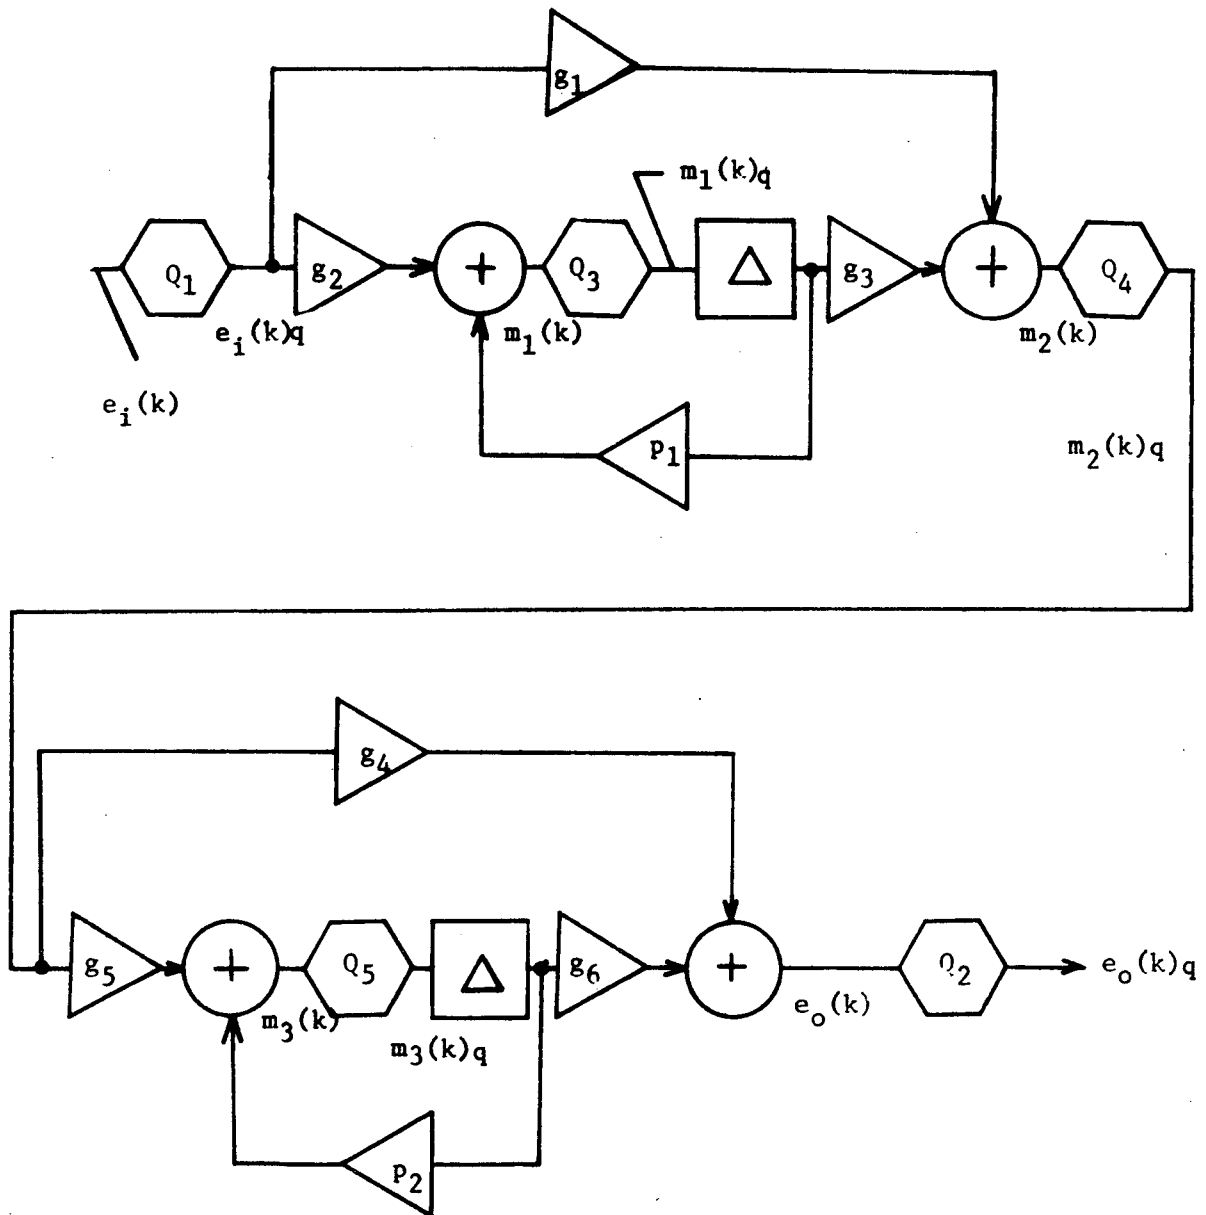 g1
m1(k)q
Q1
g2
+
Q3
Δ
g3
+
Q4
ei(k)q
m1(k)
m2(k)
ei(k)
p1
m2(k)q
g4
g5
+
Q5
Δ
g6
+
Q2
eo(k)q
m3(k)
eo(k)
m3(k)q
p2